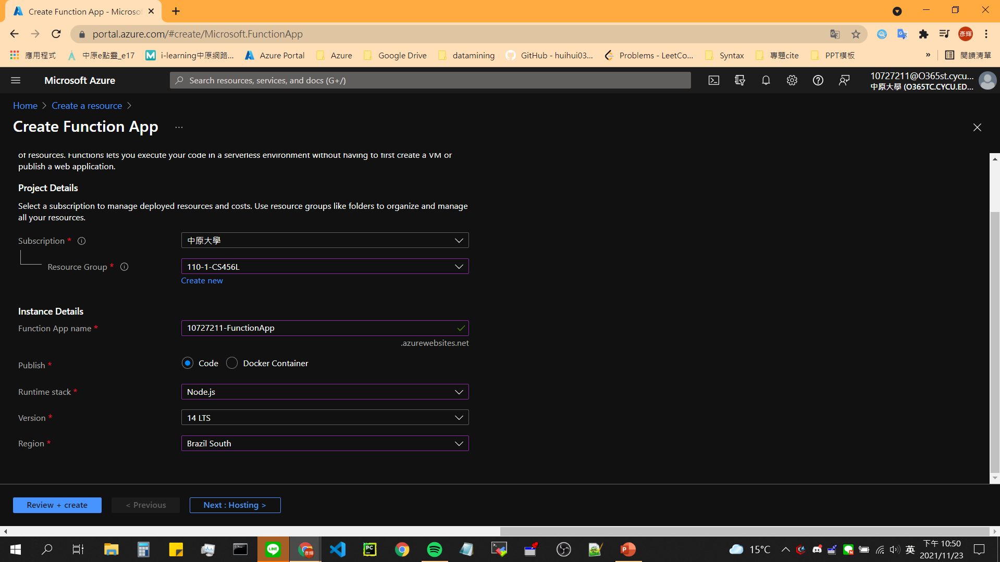 Create Function App - Microso
portal.azure.com/#create/Microsoft.FunctionApp
彥輝
應用程式
中原e點靈_e17
i-learning中原網路...
Azure Portal
Azure
Google Drive
datamining
GitHub - huihui03...
Problems - LeetCo...
Syntax
專題cite
PPT模板
»
閱讀清單
Microsoft Azure
Search resources, services, and docs (G+/)
10727211@O365st.cycu...
中原大學 (O365TC.CYCU.ED...
Home > Create a resource >
Create Function App ...
of resources. Functions lets you execute your code in a serverless environment without having to first create a VM or
publish a web application.
Project Details
Select a subscription to manage deployed resources and costs. Use resource groups like folders to organize and manage
all your resources.
Subscription *
中原大學
Resource Group *
110-1-CS456L
Create new
Instance Details
Function App name *
10727211-FunctionApp
.azurewebsites.net
Publish *
Code
Docker Container
Runtime stack *
Node.js
Version *
14 LTS
Region *
Brazil South
Review + create
< Previous
Next : Hosting >
15°C
英
下午 10:50
2021/11/23